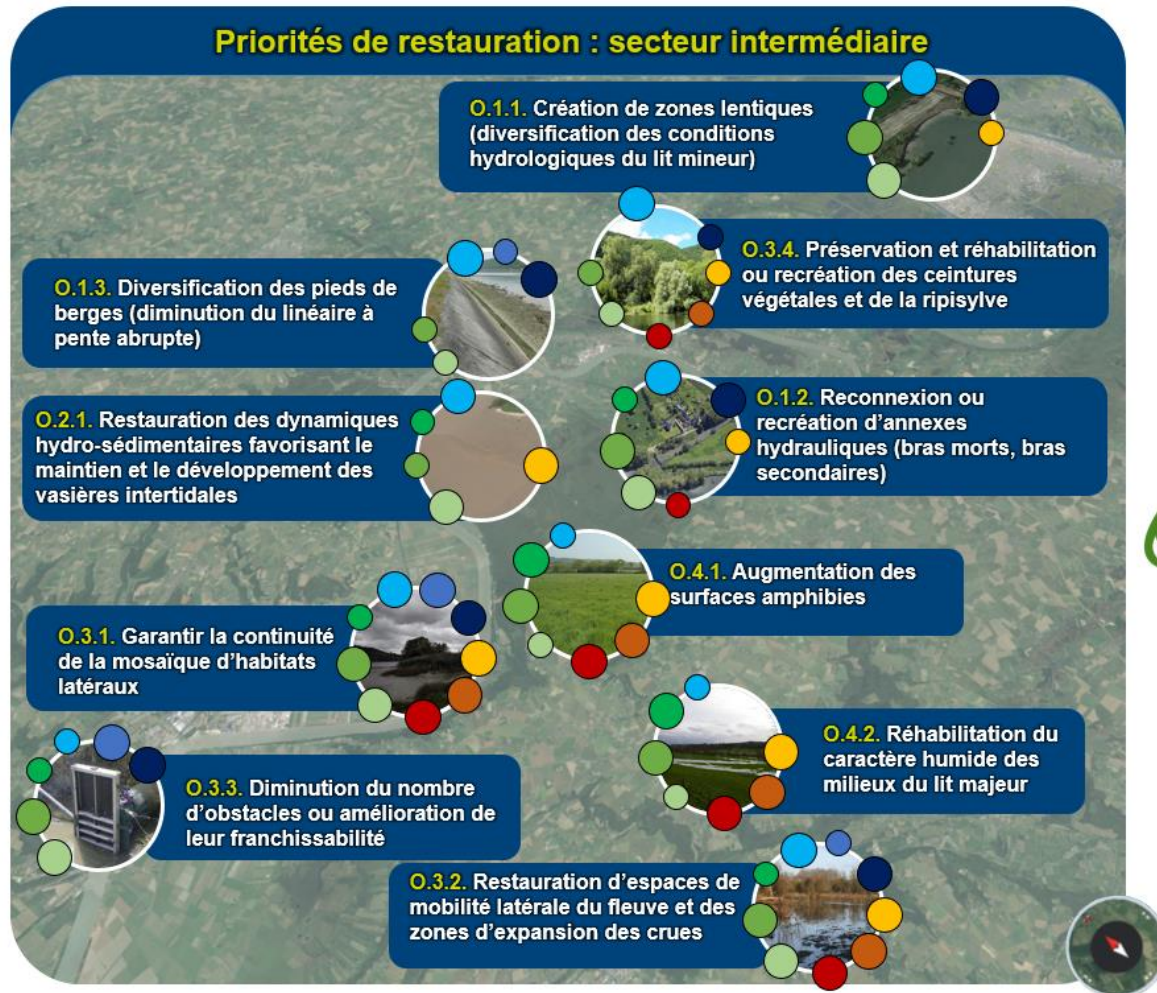 Priorités de restauration : secteur intermédiaire
O.1.1. Création de zones lentiques
(diversification des conditions
hydrologiques du lit mineur)
O.3.4. Préservation et réhabilitation
ou recréation des ceintures
végétales et de la ripisylve
O.1.3. Diversification des pieds de
berges (diminution du linéaire à
pente abrupte)
O.2.1. Restauration des dynamiques
hydro-sédimentaires favorisant le
maintien et le développement des
vasières intertidales
O.1.2. Reconnexion ou
recréation d’annexes
hydrauliques (bras morts, bras
secondaires)
O.4.1. Augmentation des
surfaces amphibies
O.3.1. Garantir la continuité
de la mosaïque d’habitats
latéraux
O.4.2. Réhabilitation du
caractère humide des
milieux du lit majeur
O.3.3. Diminution du nombre
d’obstacles ou amélioration de
leur franchissabilité
O.3.2. Restauration d’espaces de
mobilité latérale du fleuve et des
zones d’expansion des crues